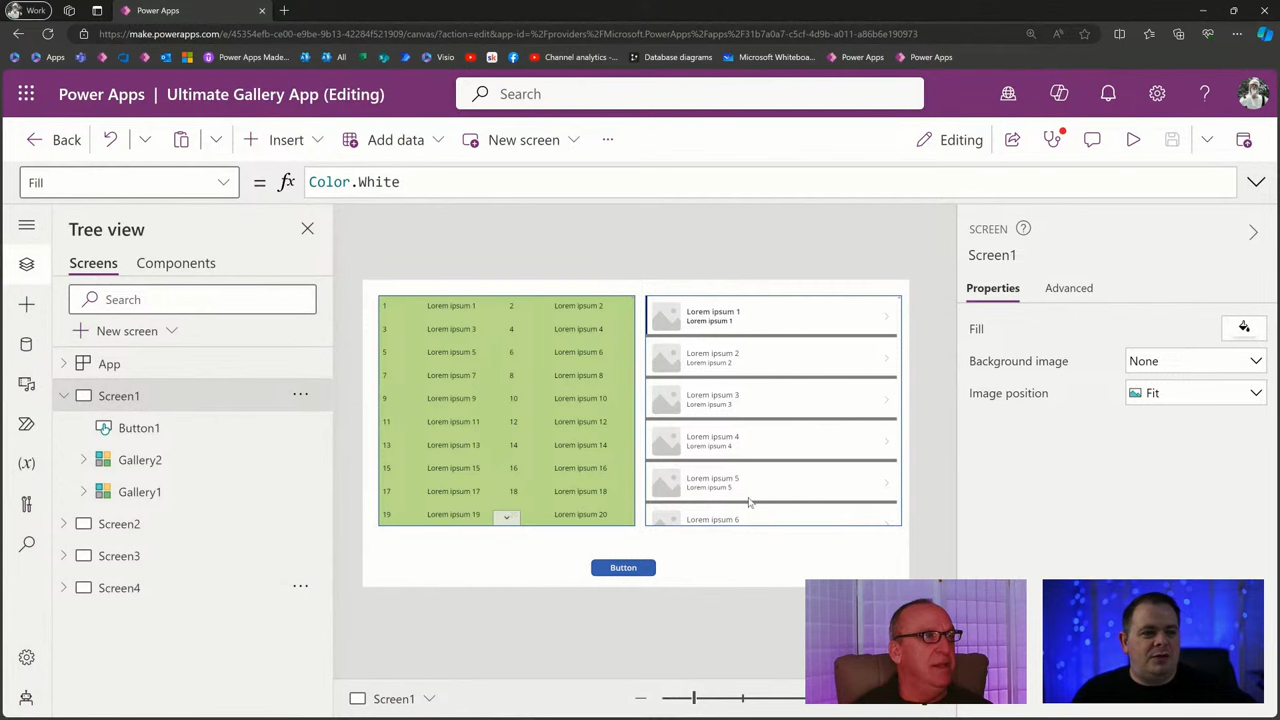 Work
Power Apps
https://make.powerapps.com/e/45354efb-ce00-e9be-9b13-42284f521909/canvas/?action=edit&app-id=%2Fproviders%2FMicrosoft.PowerApps%2Fapps%2F31b7a0a7-c5cf-4d9b-a011-a86b6e190973
Apps
Power Apps Made...
All
Visio
Channel analytics -...
Database diagrams
Microsoft Whiteboa...
Power Apps
Power Apps
Power Apps | Ultimate Gallery App (Editing)
Search
Back
Insert
Add data
New screen
Editing
Fill
= fx Color.White
Tree view
Screens
Components
Search
New screen
App
Screen1
Button1
Gallery2
Gallery1
Screen2
Screen3
Screen4
1 Lorem ipsum 1 2 Lorem ipsum 2
3 Lorem ipsum 3 4 Lorem ipsum 4
5 Lorem ipsum 5 6 Lorem ipsum 6
7 Lorem ipsum 7 8 Lorem ipsum 8
9 Lorem ipsum 9 10 Lorem ipsum 10
11 Lorem ipsum 11 12 Lorem ipsum 12
13 Lorem ipsum 13 14 Lorem ipsum 14
15 Lorem ipsum 15 16 Lorem ipsum 16
17 Lorem ipsum 17 18 Lorem ipsum 18
19 Lorem ipsum 19 Lorem ipsum 20
Lorem ipsum 1
Lorem ipsum 1
Lorem ipsum 2
Lorem ipsum 2
Lorem ipsum 3
Lorem ipsum 3
Lorem ipsum 4
Lorem ipsum 4
Lorem ipsum 5
Lorem ipsum 5
Lorem ipsum 6
Button
SCREEN
Screen1
Properties
Advanced
Fill
Background image
None
Image position
Fit
Screen1